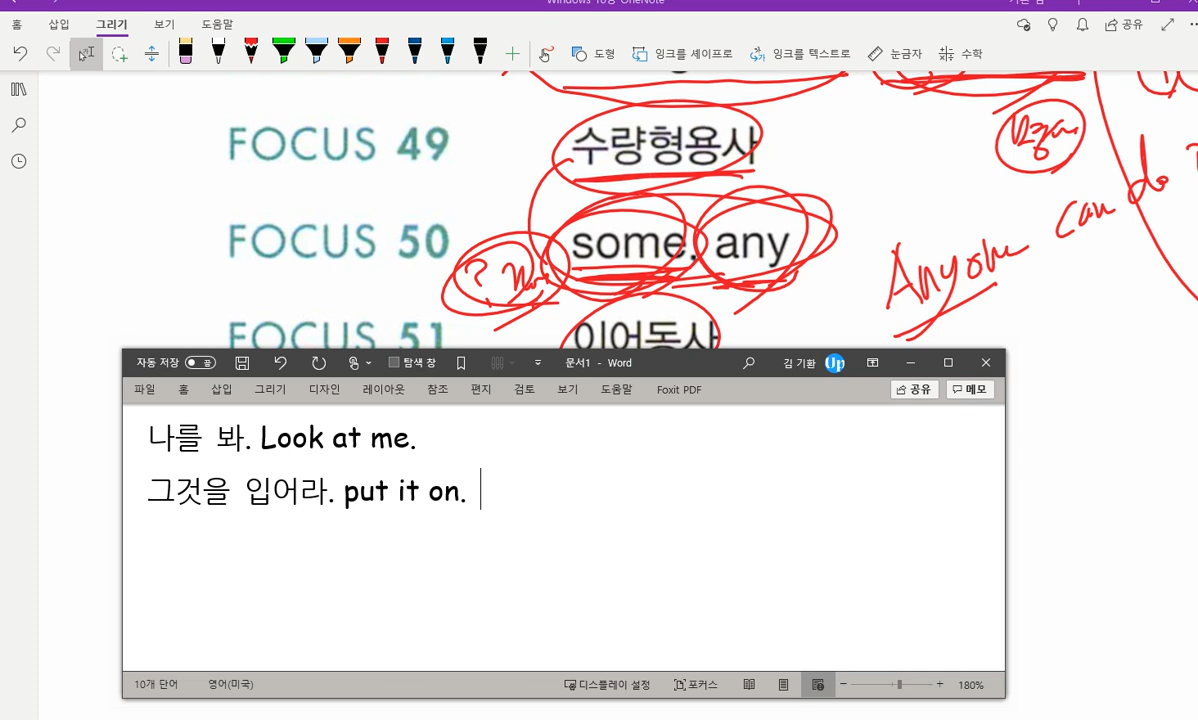 Windows 10용 OneNote
홈 삽입 그리기 보기 도움말 공유
도형 잉크를 셰이프로 잉크를 텍스트로 눈금자 수학
FOCUS 49 수량형용사
FOCUS 50 some, any
Anyone can do
FOCUS 51 이어동사
자동 저장 끌 탐색 창 문서1 - Word 김 기환 Up
파일 홈 삽입 그리기 디자인 레이아웃 참조 편지 검토 보기 도움말 Foxit PDF 공유 메모
나를 봐. Look at me.
그것을 입어라. put it on.
10개 단어 영어(미국) 디스플레이 설정 포커스 180%